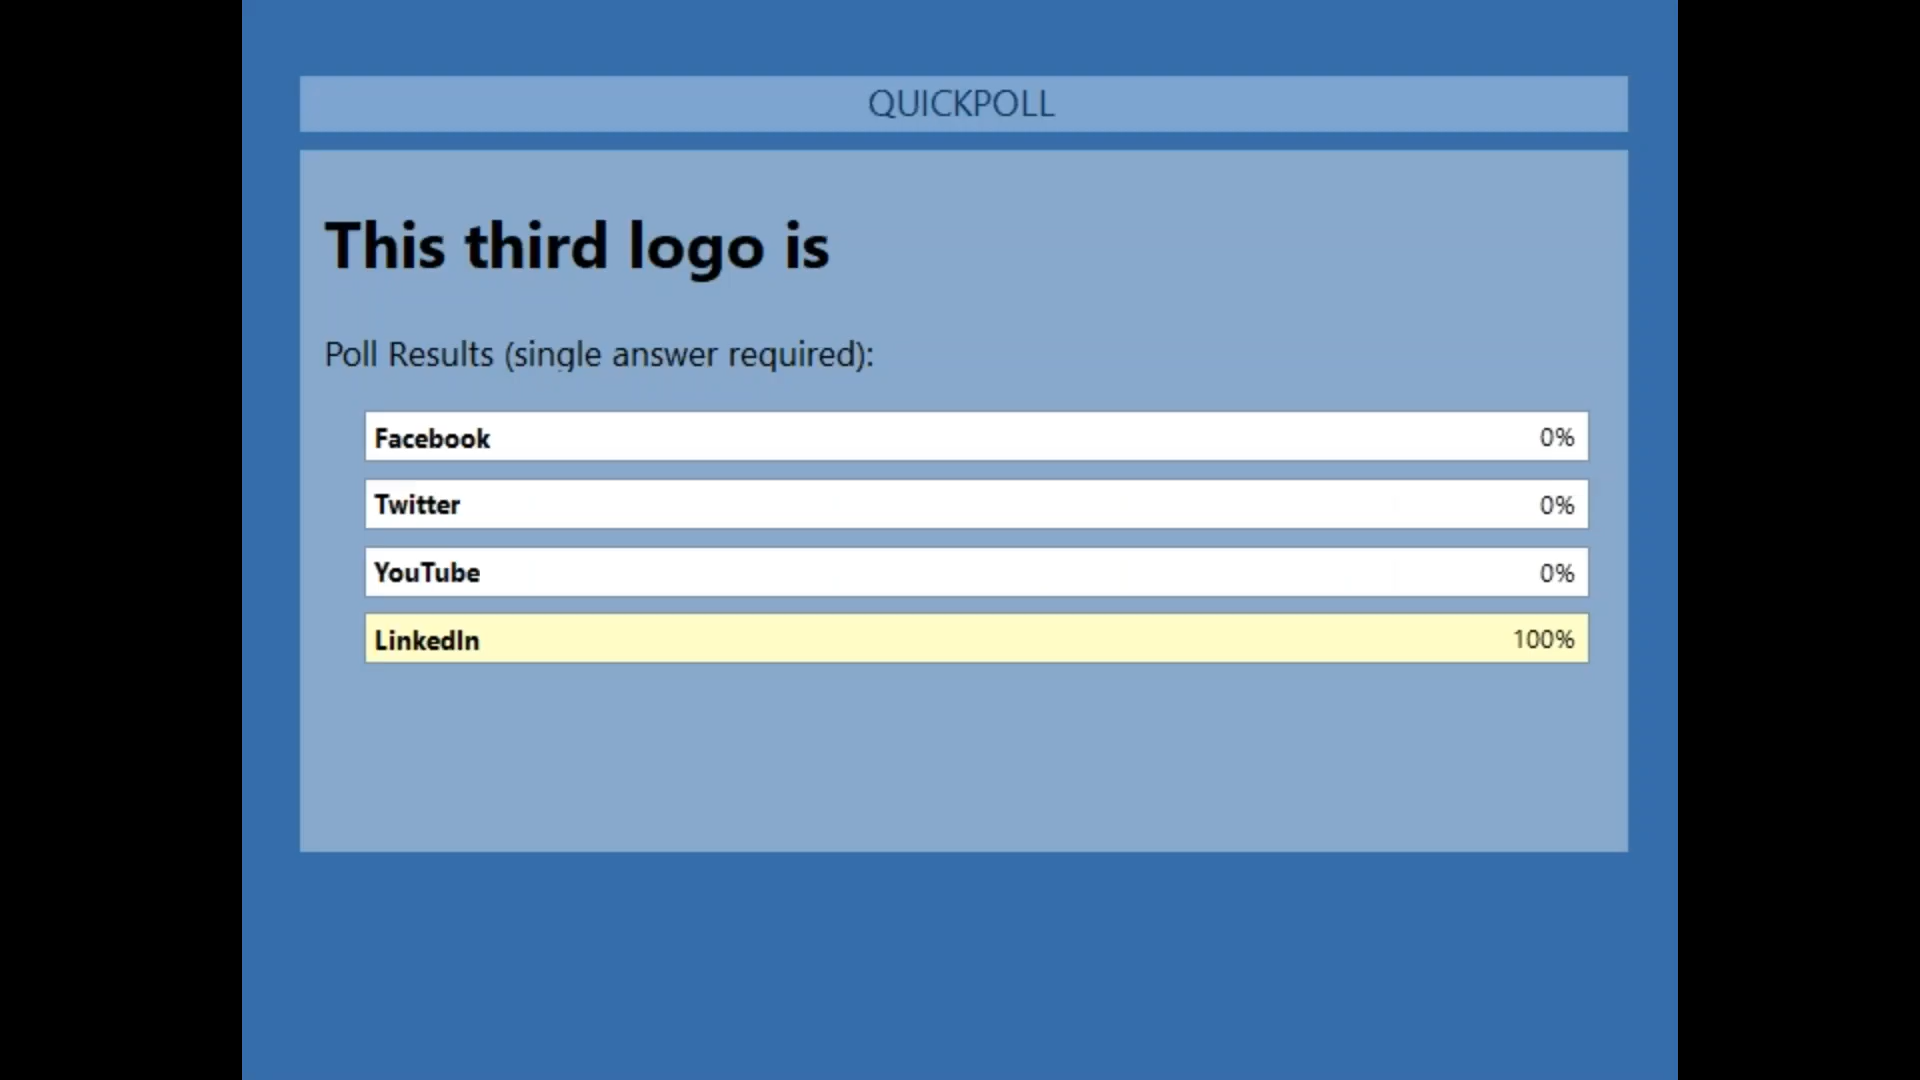 QUICKPOLL
This third logo is
Poll Results (single answer required):
Facebook 0%
Twitter 0%
YouTube 0%
LinkedIn 100%